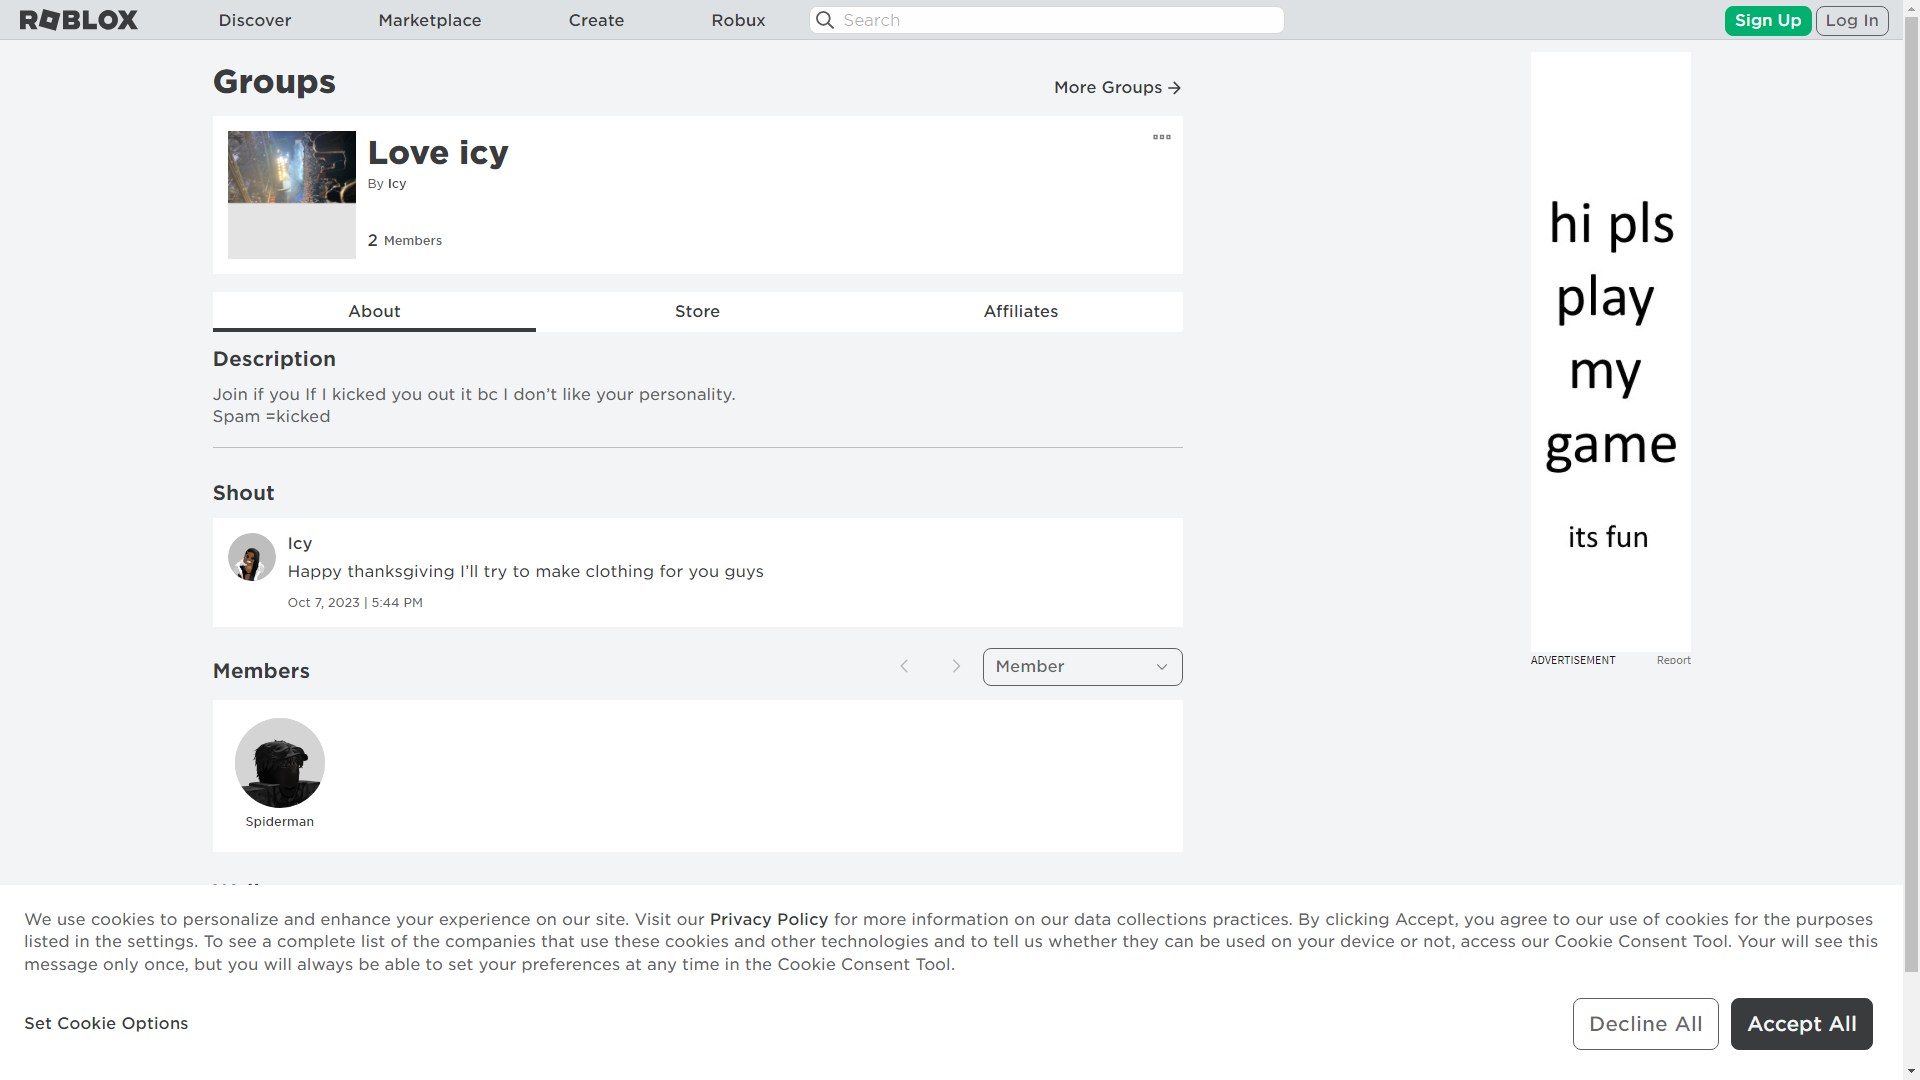 ROBLOX
Discover
Marketplace
Create
Robux
Search
Sign Up
Log In
Groups
More Groups
Love icy
By Icy
2 Members
About
Store
Affiliates
Description
Join if you If I kicked you out it bc I don’t like your personality.
Spam =kicked
Shout
Icy
Happy thanksgiving I’ll try to make clothing for you guys
Oct 7, 2023 | 5:44 PM
Members
Member
Spiderman
hi pls
play
my
game
its fun
ADVERTISEMENT
Report
We use cookies to personalize and enhance your experience on our site. Visit our Privacy Policy for more information on our data collections practices. By clicking Accept, you agree to our use of cookies for the purposes
listed in the settings. To see a complete list of the companies that use these cookies and other technologies and to tell us whether they can be used on your device or not, access our Cookie Consent Tool. Your will see this
message only once, but you will always be able to set your preferences at any time in the Cookie Consent Tool.
Set Cookie Options
Decline All
Accept All